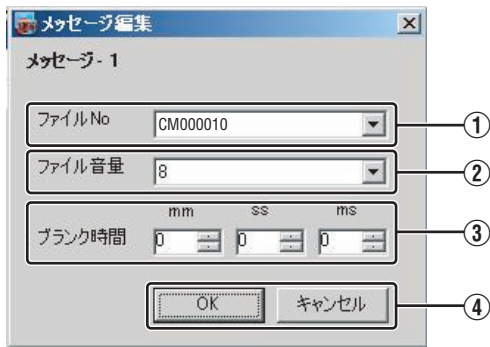 メッセージ編集
メッセージ - 1
ファイルNo CM000010 ①
ファイル音量 8 ②
mm ss ms
ブランク時間 0 0 0 ③
OK キャンセル ④